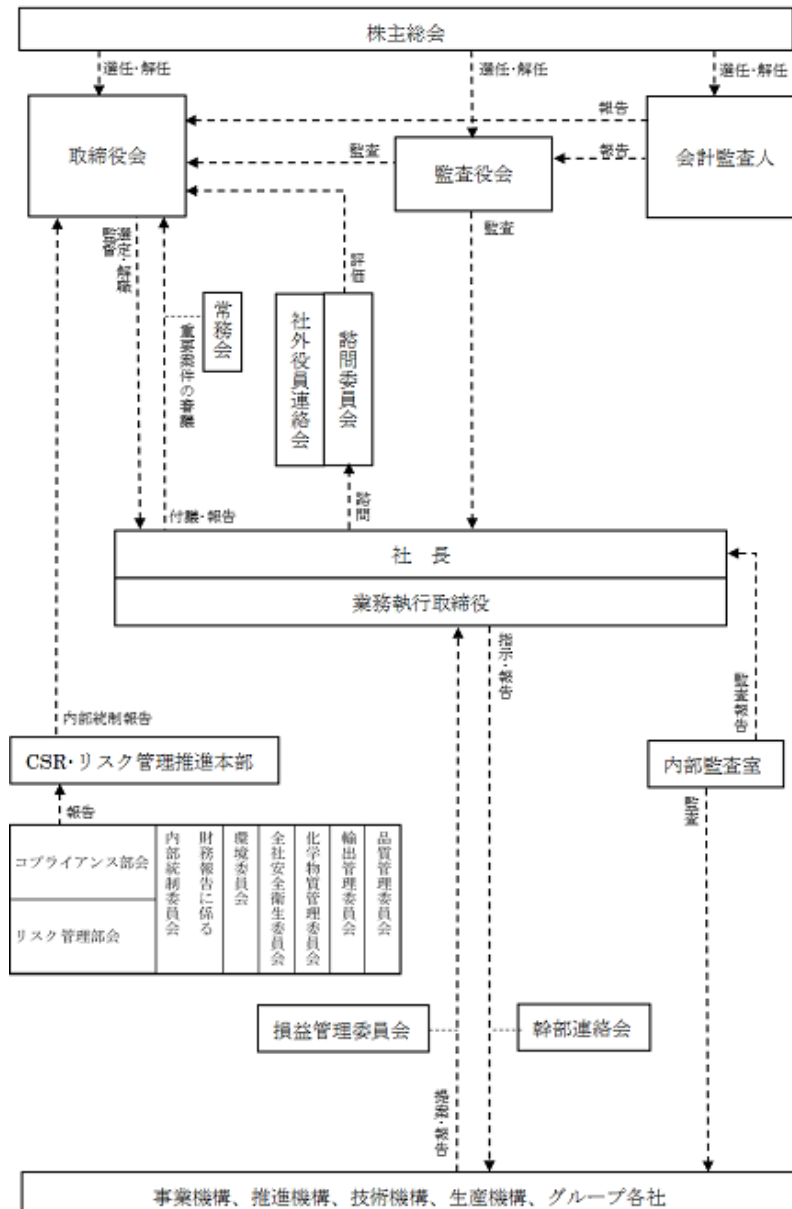 株主総会
選任・解任
選任・解任
選任・解任
取締役会
監査役会
会計監査人
報告
報告
監査
監査
選定・解職
監督
常務会
重要案件の審議
評価
社外役員連絡会
諮問委員会
諮問
付議・報告
社 長
業務執行取締役
指示・報告
監査報告
内部統制報告
CSR・リスク管理推進本部
内部監査室
監査
報告
コプライアンス部会
リスク管理部会
財務報告に係る
内部統制委員会
環境委員会
全社安全衛生委員会
化学物質管理委員会
輸出管理委員会
品質管理委員会
損益管理委員会
幹部連絡会
事業機構、推進機構、技術機構、生産機構、グループ各社